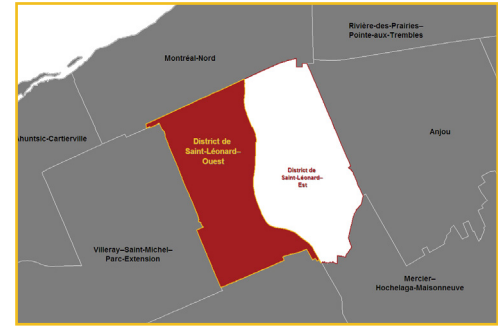 Rivière-des-Prairies–
Pointe-aux-Trembles
Montréal-Nord
Ahuntsic-Cartierville
Anjou
District de
Saint-Léonard–
Ouest
District de
Saint-Léonard–
Est
Villeray–Saint-Michel–
Parc-Extension
Mercier–
Hochelaga-Maisonneuve